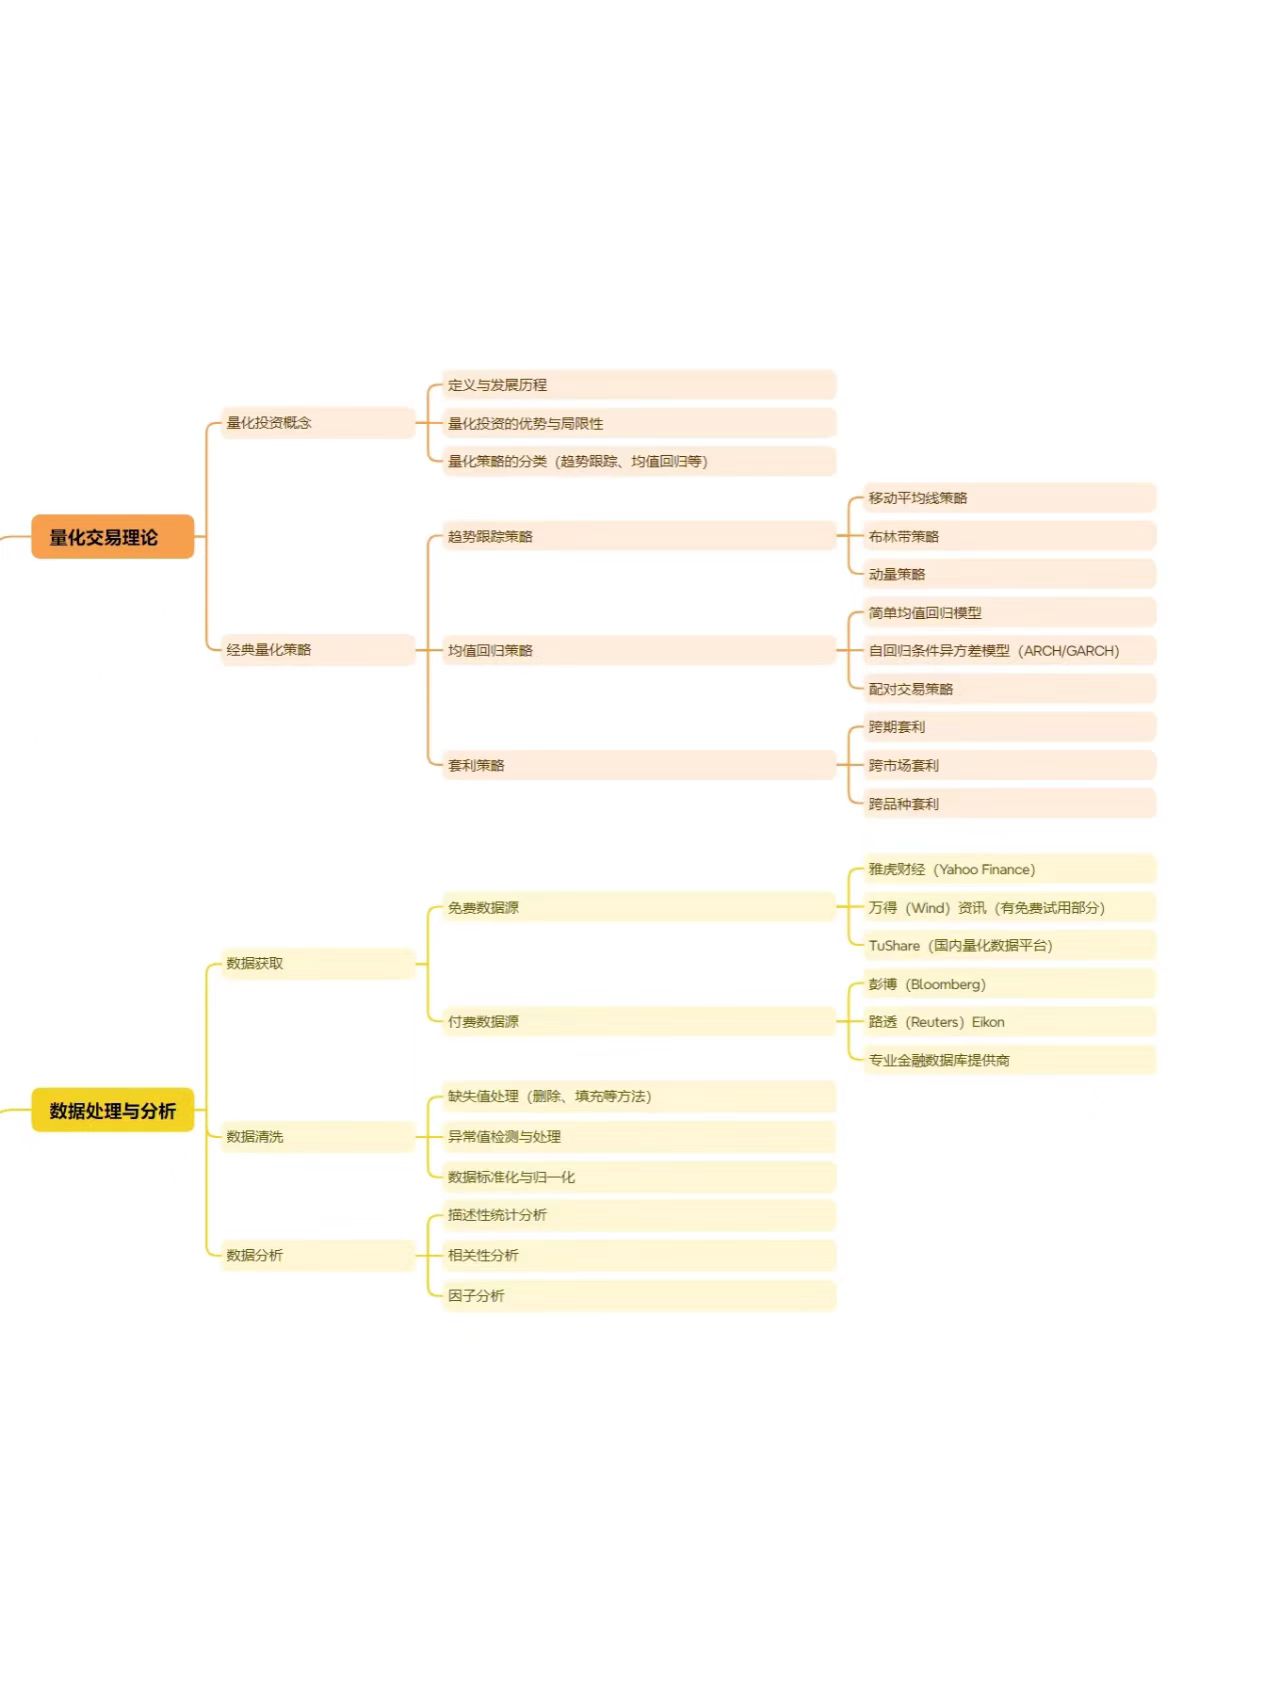 量化交易理论
量化投资概念
定义与发展历程
量化投资的优势与局限性
量化策略的分类（趋势跟踪、均值回归等）
经典量化策略
趋势跟踪策略
移动平均线策略
布林带策略
动量策略
均值回归策略
简单均值回归模型
自回归条件异方差模型（ARCH/GARCH）
配对交易策略
套利策略
跨期套利
跨市场套利
跨品种套利
数据处理与分析
数据获取
免费数据源
雅虎财经（Yahoo Finance）
万得（Wind）资讯（有免费试用部分）
TuShare（国内量化数据平台）
付费数据源
彭博（Bloomberg）
路透（Reuters）Eikon
专业金融数据库提供商
数据清洗
缺失值处理（删除、填充等方法）
异常值检测与处理
数据标准化与归一化
数据分析
描述性统计分析
相关性分析
因子分析